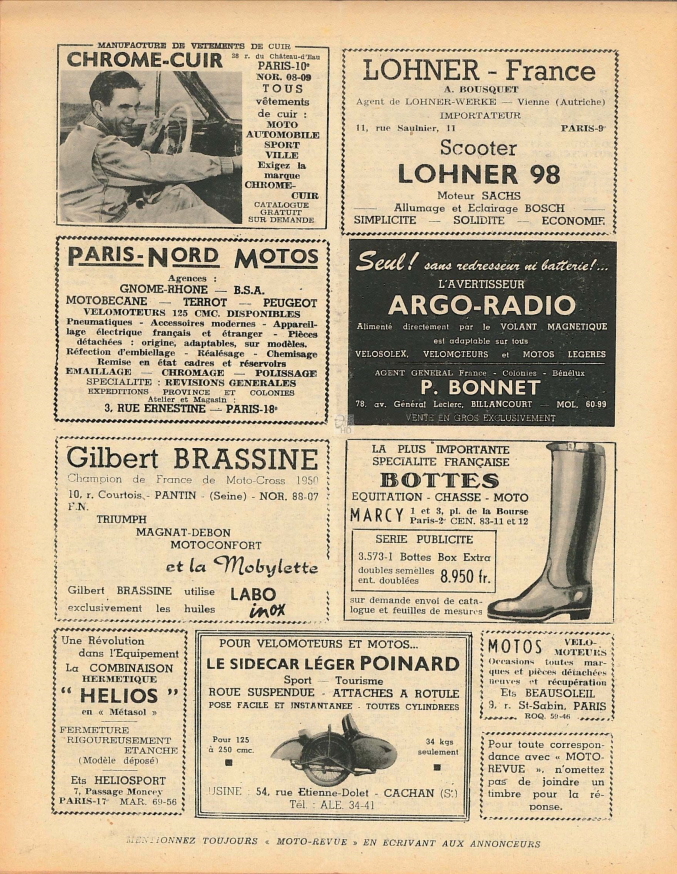 MANUFACTURE DE VETEMENTS DE CUIR
CHROME-CUIR
38 r. du Château-d'Eau
PARIS-10e
NOR. 08-09
TOUS
vêtements
de cuir :
MOTO
AUTOMOBILE
SPORT
VILLE
Exigez la
marque
CHROME-
CUIR
CATALOGUE
GRATUIT
SUR DEMANDE.
LOHNER - France
A. BOUSQUET
Agent de LOHNER-WERKE — Vienne (Autriche)
IMPORTATEUR
11, rue Saulnier, 11 PARIS-9e
Scooter
LOHNER 98
Moteur SACHS
Allumage et Eclairage BOSCH
SIMPLICITE — SOLIDITE — ECONOMIE
PARIS-NORD MOTOS
Agences :
GNOME-RHONE — B.S.A.
MOTOBECANE — TERROT — PEUGEOT
VELOMOTEURS 125 CMC. DISPONIBLES
Pneumatiques - Accessoires modernes - Appareil-
lage électrique français et étranger - Pièces
détachées : origine, adaptables, sur modèles.
Réfection d'embiellage - Réalésage - Chemisage
Remise en état cadres et réservoirs
EMAILLAGE — CHROMAGE — POLISSAGE
SPECIALITE : REVISIONS GENERALES
EXPEDITIONS PROVINCE ET COLONIES
Atelier et Magasin :
3, RUE ERNESTINE — PARIS-18e
Seul! sans redresseur ni batterie!...
L'AVERTISSEUR
ARGO-RADIO
Alimenté directement par le VOLANT MAGNETIQUE
est adaptable sur tous
VELOSOLEX, VELOMOTEURS et MOTOS LEGERES
AGENT GENERAL France - Colonies - Bénélux
P. BONNET
78, av. Général Leclerc, BILLANCOURT — MOL. 60-99
VENTE EN GROS EXCLUSIVEMENT
Gilbert BRASSINE
Champion de France de Moto-Cross 1950
10, r. Courtois,- PANTIN - (Seine) - NOR. 88-07
F.N.
TRIUMPH
MAGNAT-DEBON
MOTOCONFORT
et la Mobylette
Gilbert BRASSINE utilise LABO
exclusivement les huiles inox
LA PLUS IMPORTANTE
SPECIALITE FRANÇAISE
BOTTES
EQUITATION - CHASSE - MOTO
MARCY 1 et 3, pl. de la Bourse
Paris-2e CEN. 83-11 et 12
SERIE PUBLICITE
3.573-1 Bottes Box Extra
doubles semelles
ent. doublées 8.950 fr.
sur demande envoi de cata-
logue et feuilles de mesures
Une Révolution
dans l'Equipement
La COMBINAISON
HERMETIQUE
" HELIOS "
en « Métasol »
FERMETURE
RIGOUREUSEMENT
ETANCHE
(Modèle déposé)
Ets HELIOSPORT
7, Passage Moncey
PARIS-17e MAR. 69-56
POUR VELOMOTEURS ET MOTOS...
LE SIDECAR LÉGER POINARD
Sport — Tourisme
ROUE SUSPENDUE - ATTACHES A ROTULE
POSE FACILE ET INSTANTANEE - TOUTES CYLINDREES
Pour 125
à 250 cmc.
34 kgs
seulement
USINE : 54, rue Etienne-Dolet - CACHAN (Se)
Tél. : ALE. 34-41
MOTOS VELO-
MOTEURS
Occasions toutes mar-
ques et pièces détachées
neuves et récupération
Ets BEAUSOLEIL
9, r. St-Sabin, PARIS
ROQ. 59-46
Pour toute correspon-
dance avec « MOTO-
REVUE », n'omettez
pas de joindre un
timbre pour la ré-
ponse.
MENTIONNEZ TOUJOURS « MOTO-REVUE » EN ECRIVANT AUX ANNONCEURS